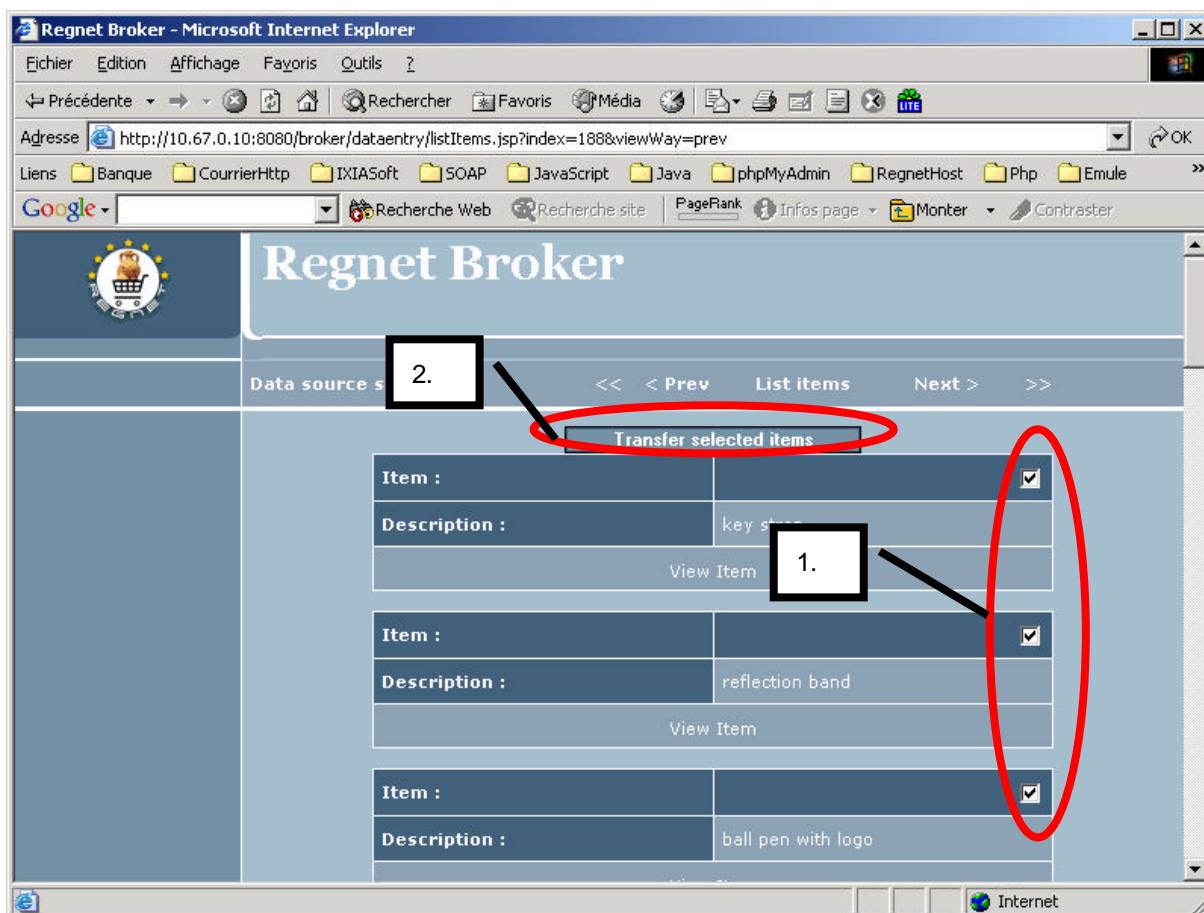 Regnet Broker - Microsoft Internet Explorer
Fichier Edition Affichage Favoris Outils ?
Précédente Rechercher Favoris Média LITE
Adresse http://10.67.0.10:8080/broker/dataentry/listItems.jsp?index=188&viewWay=prev OK
Liens Banque CourrierHttp IXIASoft SOAP JavaScript Java phpMyAdmin RegnetHost Php Emule »
Google Recherche Web Recherche site PageRank Infos page Monter Contraster
REGNET
Regnet Broker
Data source s << < Prev List items Next > >>
2.
Transfer selected items
Item :
Description : key strap
View Item
1.
Item :
Description : reflection band
View Item
Item :
Description : ball pen with logo
Internet